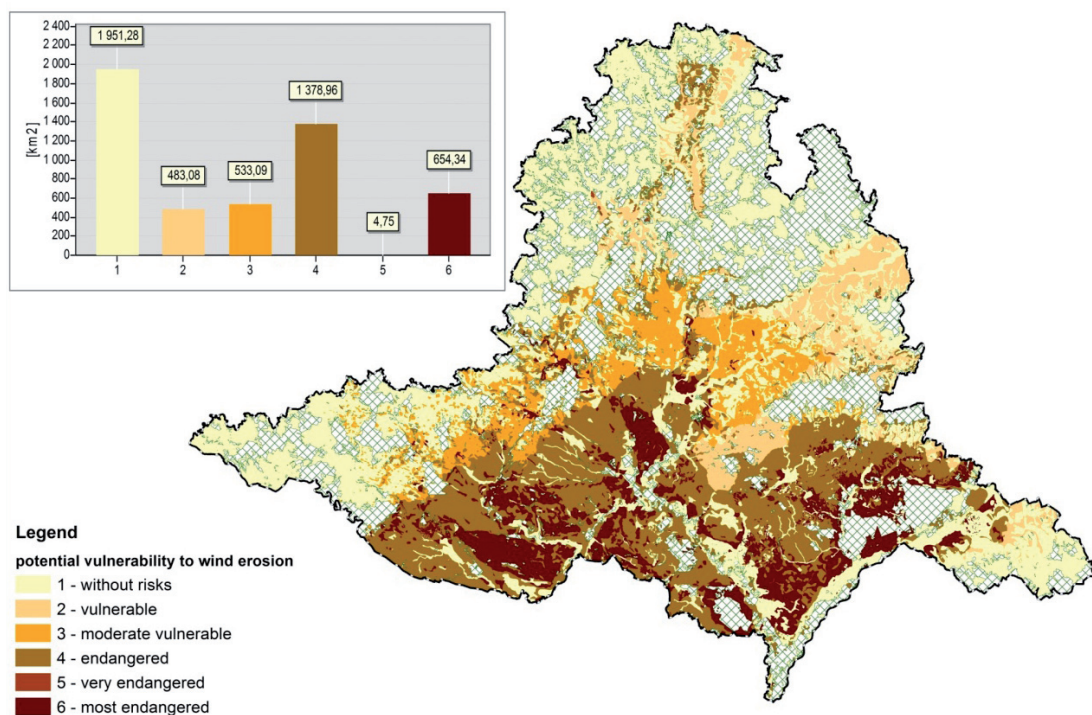 2 400
2 200
2 000
1 800
1 600
1 400
1 200
1 000
800
600
400
200
0
[km2]
1 951,28
483,08
533,09
1 378,96
4,75
654,34
1 2 3 4 5 6
Legend
potential vulnerability to wind erosion
1 - without risks
2 - vulnerable
3 - moderate vulnerable
4 - endangered
5 - very endangered
6 - most endangered